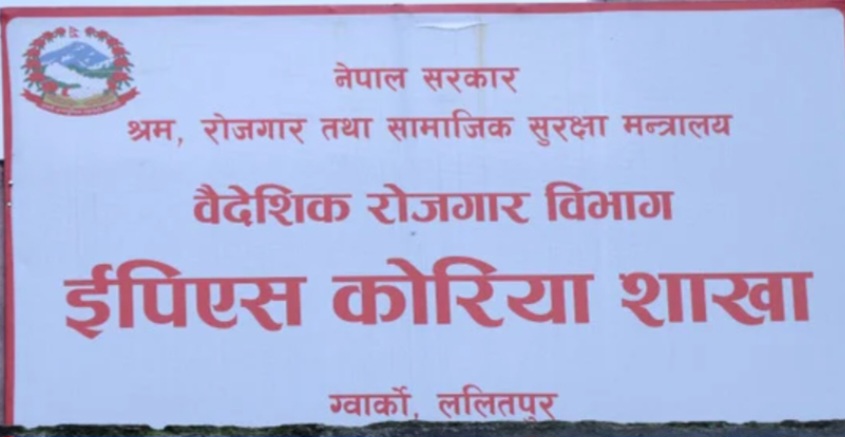 नेपाल सरकार
श्रम, रोजगार तथा सामाजिक सुरक्षा मन्त्रालय
वैदेशिक रोजगार विभाग
ईपिएस कोरिया शाखा
ग्वार्को, ललितपुर